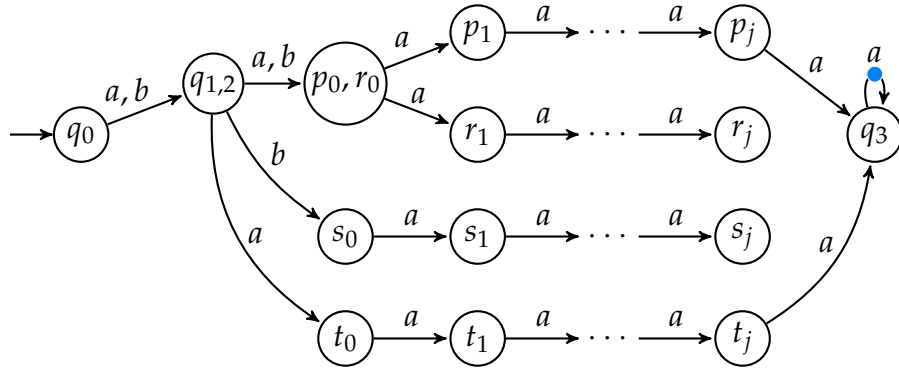 a a a
p₁ · · · pⱼ
a, b a a a
q₀ a, b q₁,₂ p₀, r₀ a a a q₃
r₁ · · · rⱼ
b
a a a a
s₀ s₁ · · · sⱼ
a a a a
t₀ t₁ · · · tⱼ